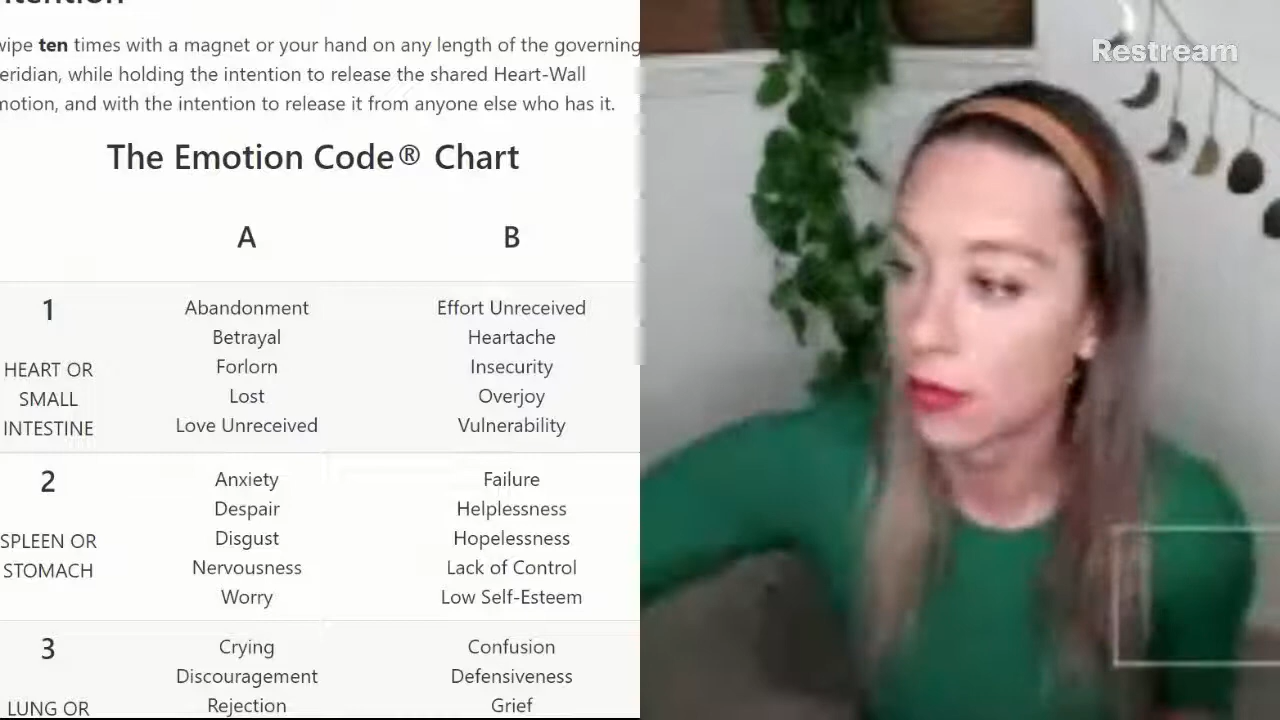 wipe ten times with a magnet or your hand on any length of the governing
eridian, while holding the intention to release the shared Heart-Wall
motion, and with the intention to release it from anyone else who has it.
The Emotion Code® Chart
A B
1
HEART OR
SMALL
INTESTINE
Abandonment
Betrayal
Forlorn
Lost
Love Unreceived
Effort Unreceived
Heartache
Insecurity
Overjoy
Vulnerability
2
SPLEEN OR
STOMACH
Anxiety
Despair
Disgust
Nervousness
Worry
Failure
Helplessness
Hopelessness
Lack of Control
Low Self-Esteem
3
LUNG OR
Crying
Discouragement
Rejection
Confusion
Defensiveness
Grief
Restream